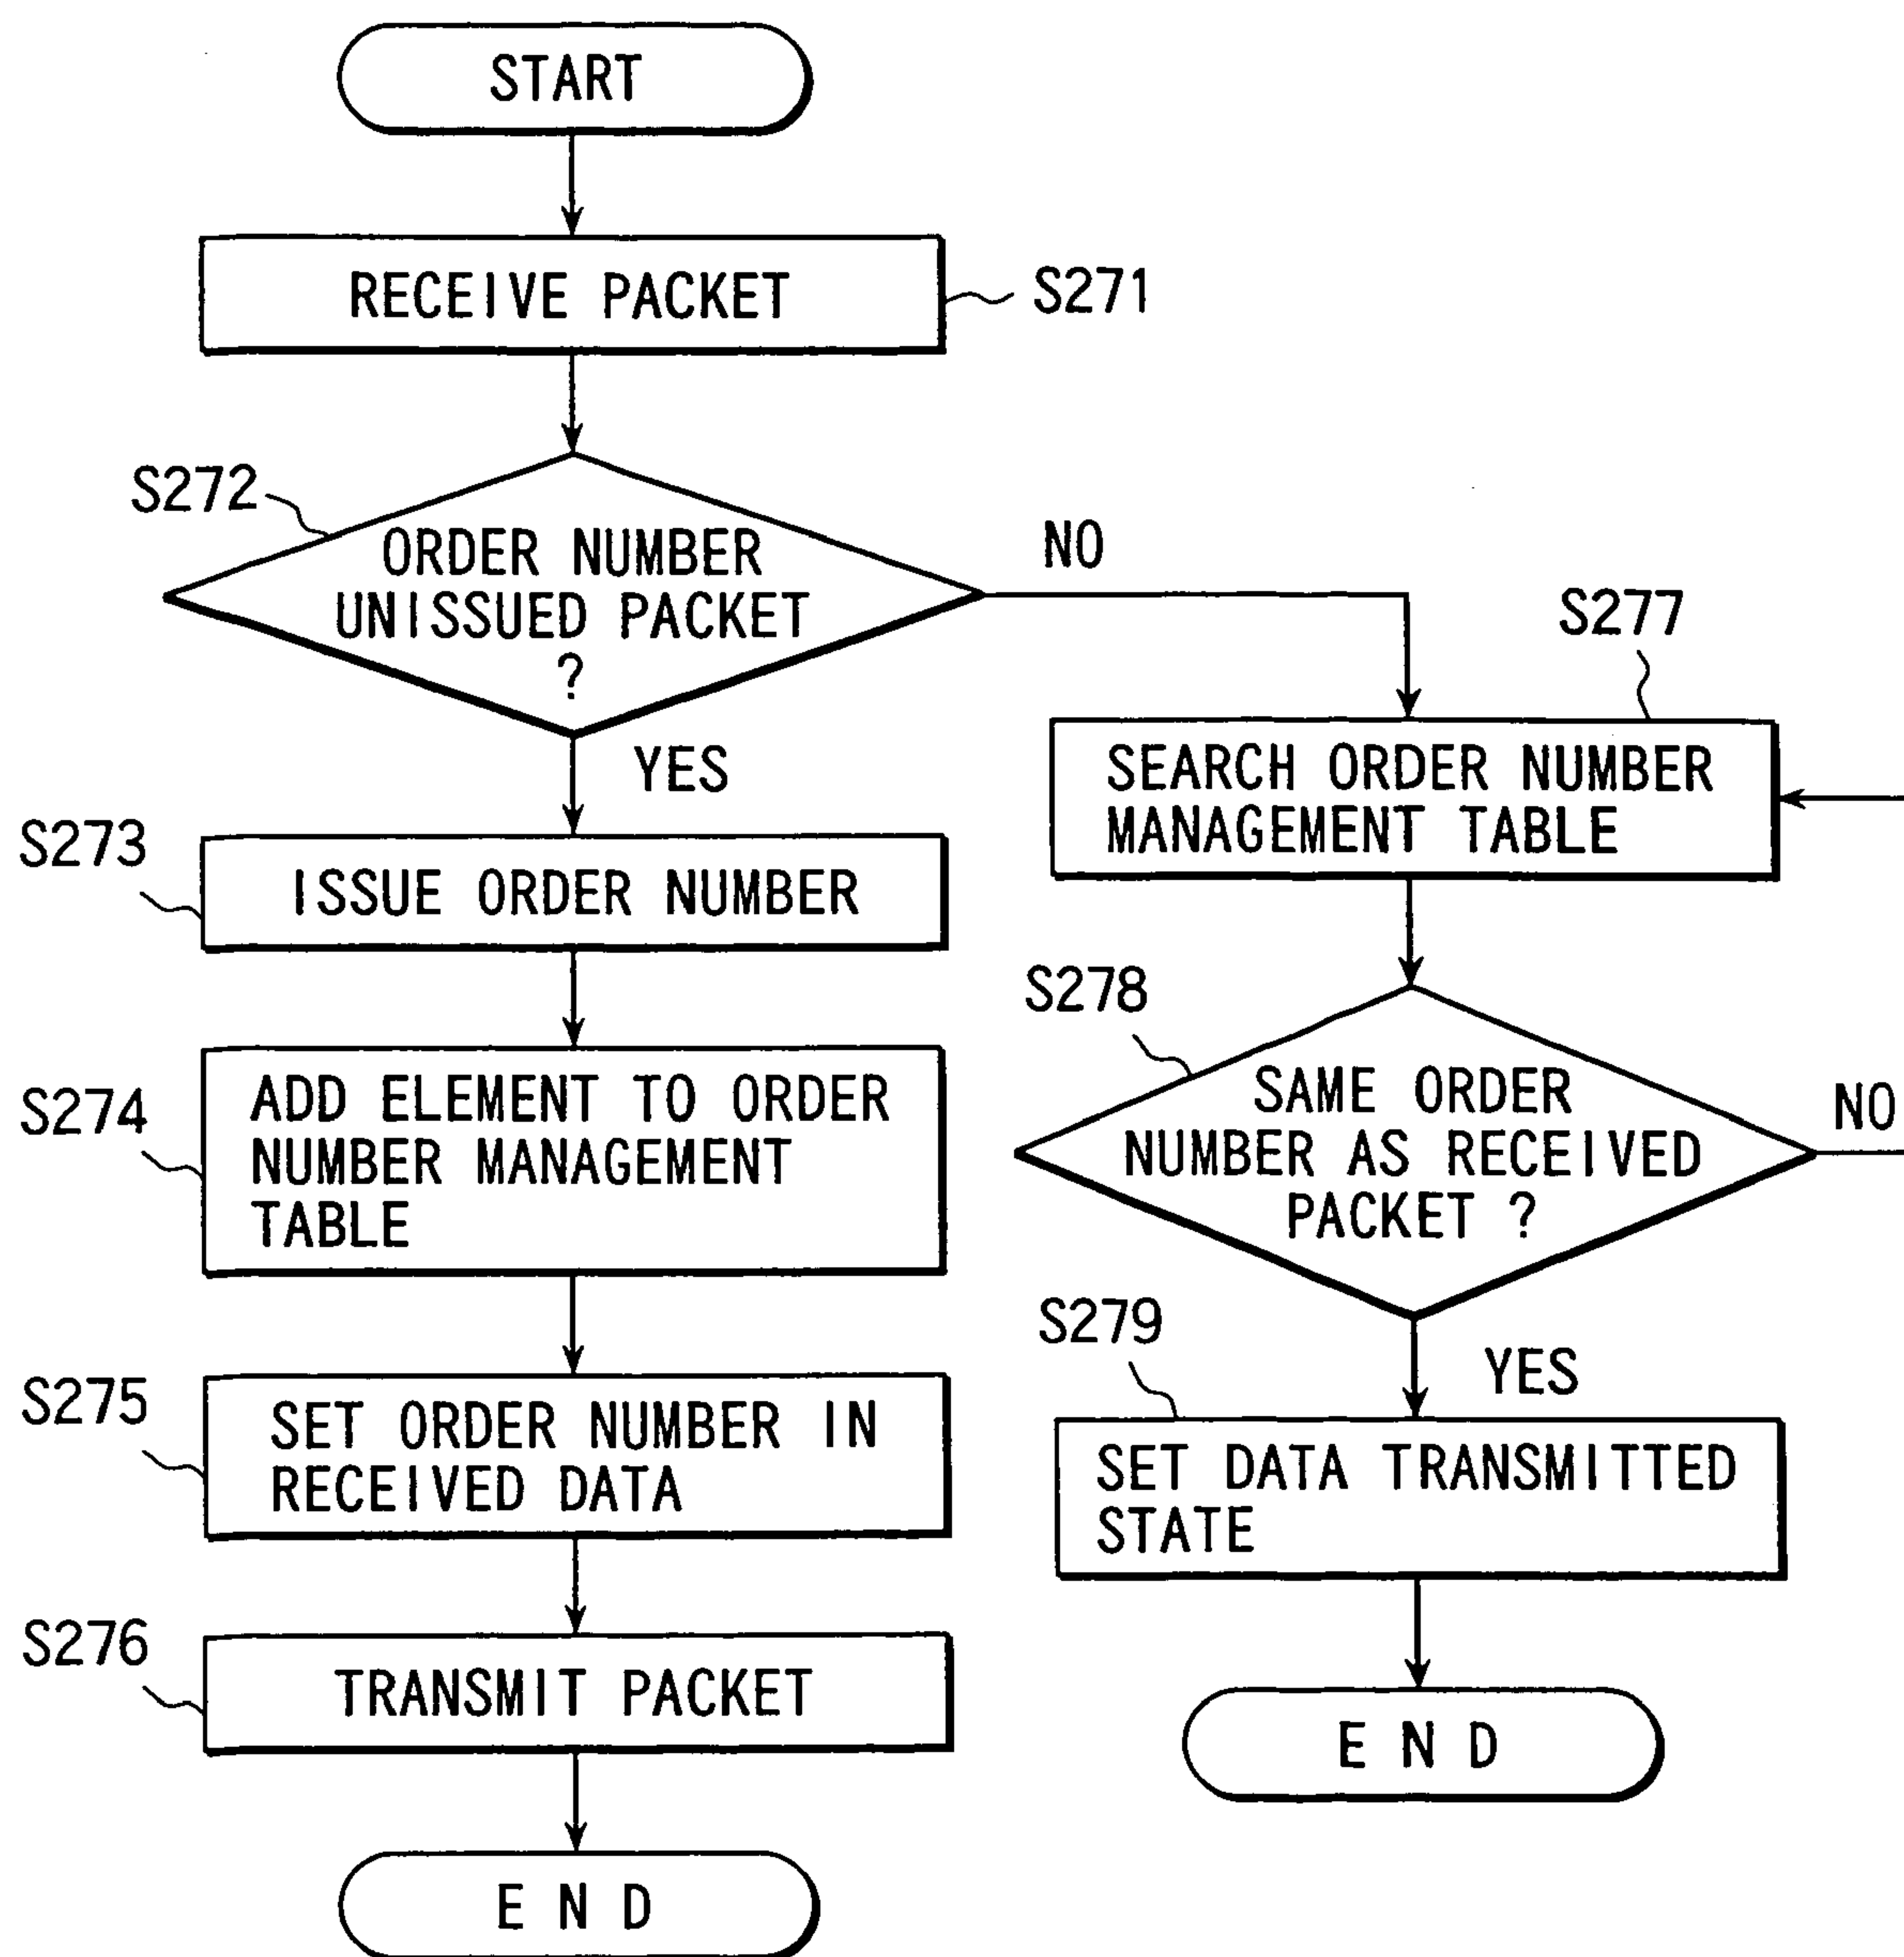 START
RECEIVE PACKET
S271
S272
ORDER NUMBER
UNISSUED PACKET
?
NO
YES
S273
ISSUE ORDER NUMBER
S274
ADD ELEMENT TO ORDER
NUMBER MANAGEMENT
TABLE
S275
SET ORDER NUMBER IN
RECEIVED DATA
S276
TRANSMIT PACKET
END
S277
SEARCH ORDER NUMBER
MANAGEMENT TABLE
S278
SAME ORDER
NUMBER AS RECEIVED
PACKET ?
NO
YES
S279
SET DATA TRANSMITTED
STATE
END